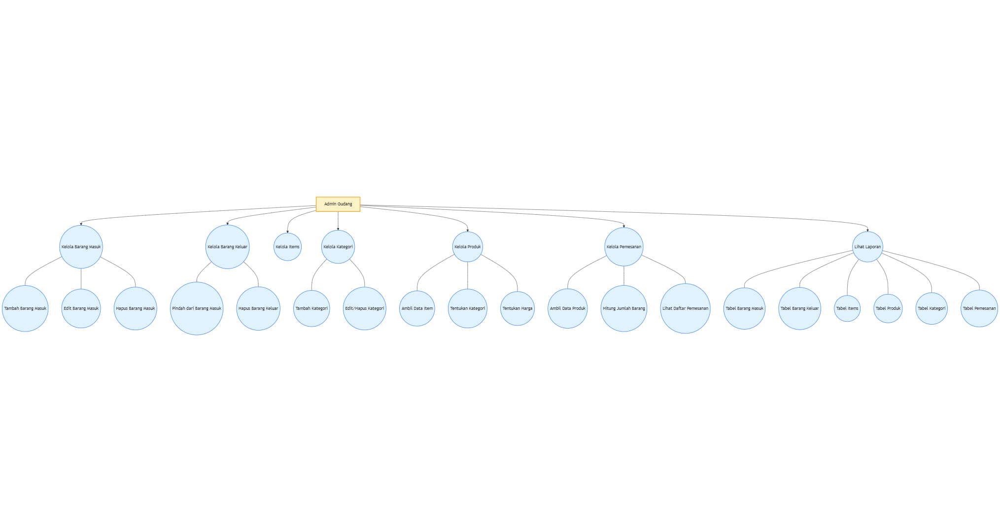 Admin Gudang
Kelola Barang Masuk
Kelola Barang Keluar
Kelola Items
Kelola Kategori
Kelola Produk
Kelola Pemesanan
Lihat Laporan
Tambah Barang Masuk
Edit Barang Masuk
Hapus Barang Masuk
Pindah dari Barang Masuk
Hapus Barang Keluar
Tambah Kategori
Edit/Hapus Kategori
Ambil Data Item
Tentukan Kategori
Tentukan Harga
Ambil Data Produk
Hitung Jumlah Barang
Lihat Daftar Pemesanan
Tabel Barang Masuk
Tabel Barang Keluar
Tabel Items
Tabel Produk
Tabel Kategori
Tabel Pemesanan